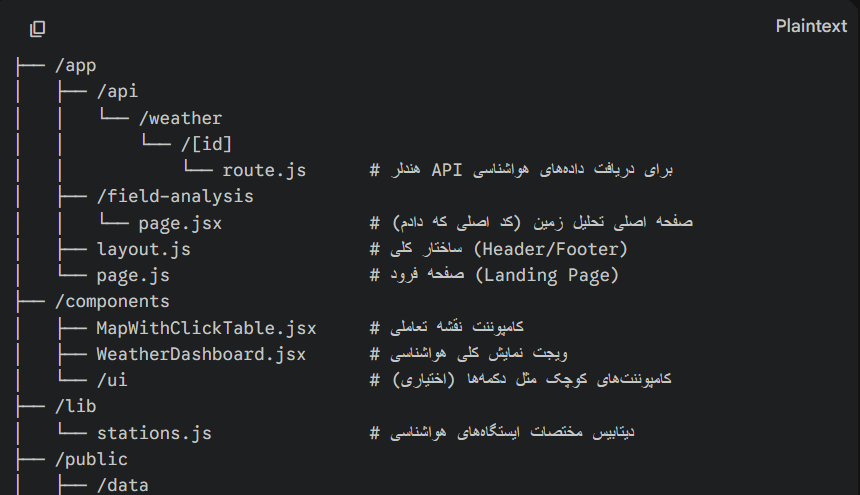 Plaintext
├── /app
│   ├── /api
│   │   └── /weather
│   │       └── /[id]
│   │           └── route.js      # هندلر API برای دریافت داده‌های هواشناسی
│   ├── /field-analysis
│   │   └── page.jsx              # صفحه اصلی تحلیل زمین (کد اصلی که دادم)
│   ├── layout.js                 # ساختار کلی (Header/Footer)
│   └── page.js                   # صفحه فرود (Landing Page)
├── /components
│   ├── MapWithClickTable.jsx     # کامپوننت نقشه تعاملی
│   ├── WeatherDashboard.jsx      # ویجت نمایش کلی هواشناسی
│   └── /ui                       # کامپوننت‌های کوچک مثل دکمه‌ها (اختیاری)
├── /lib
│   └── stations.js               # دیتابیس مختصات ایستگاه‌های هواشناسی
├── /public
│   ├── /data